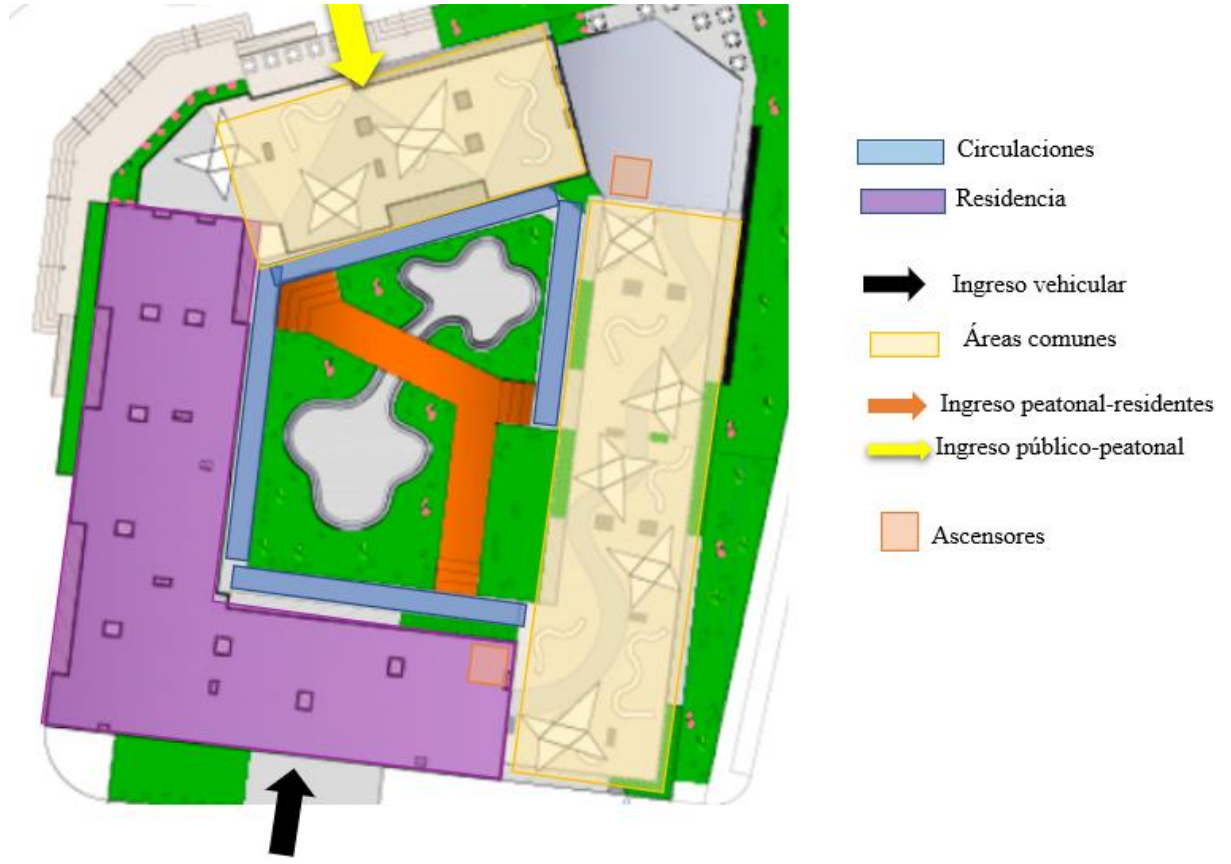 Circulaciones
Residencia
Ingreso vehicular
Áreas comunes
Ingreso peatonal-residentes
Ingreso público-peatonal
Ascensores